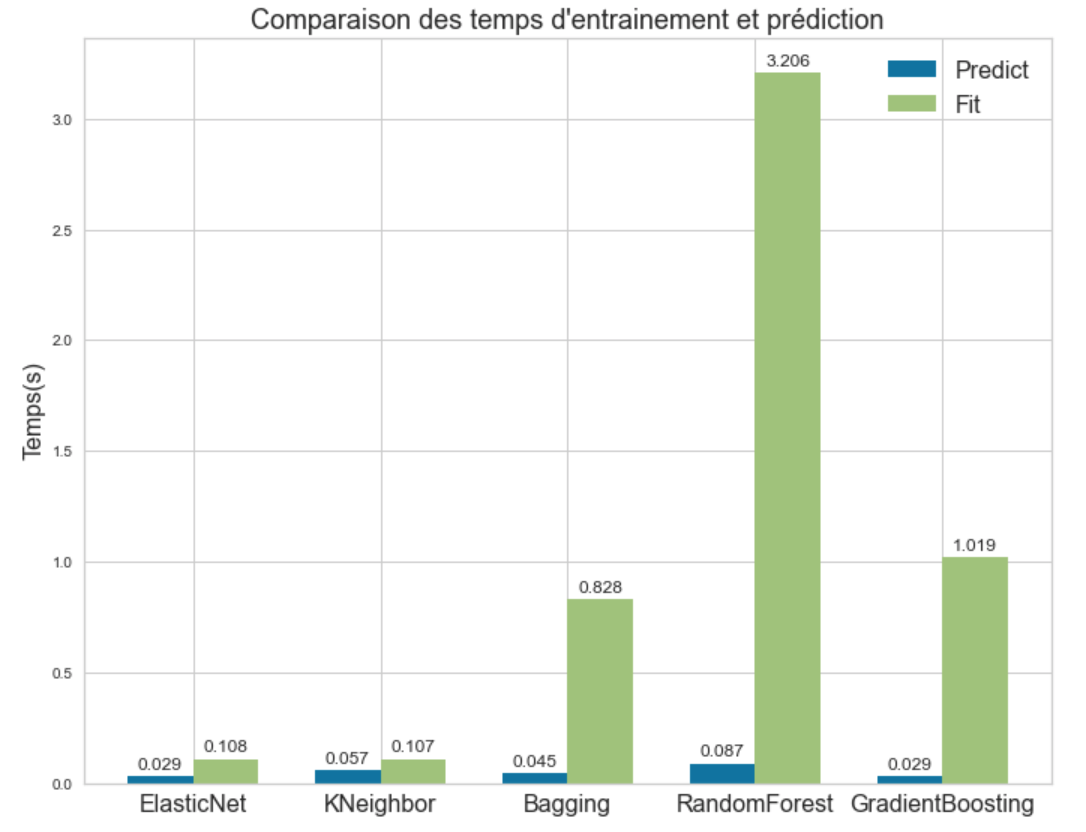 Comparaison des temps d'entrainement et prédiction
Predict
Fit
Temps(s)
3.0
2.5
2.0
1.5
1.0
0.5
0.0
0.029
0.108
0.057
0.107
0.045
0.828
0.087
3.206
0.029
1.019
ElasticNet
KNeighbor
Bagging
RandomForest
GradientBoosting